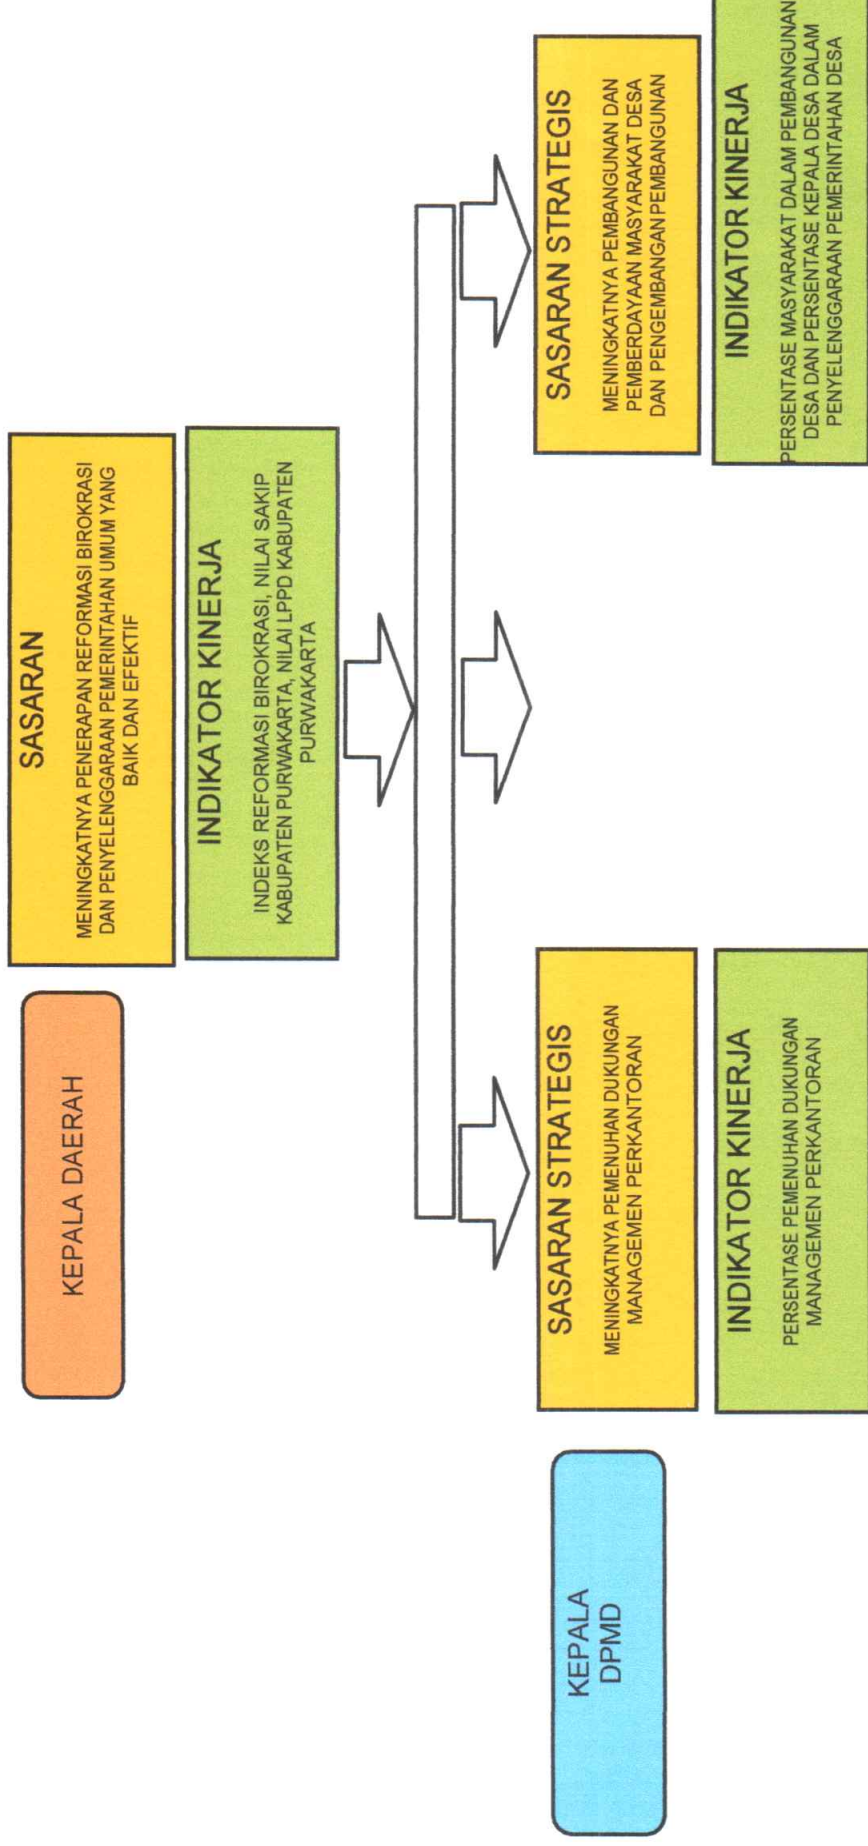 KEPALA DAERAH
SASARAN
MENINGKATNYA PENERAPAN REFORMASI BIROKRASI
DAN PENYELENGGARAAN PEMERINTAHAN UMUM YANG
BAIK DAN EFEKTIF
INDIKATOR KINERJA
INDEKS REFORMASI BIROKRASI, NILAI SAKIP
KABUPATEN PURWAKARTA, NILAI LPPD KABUPATEN
PURWAKARTA
KEPALA
DPMD
SASARAN STRATEGIS
MENINGKATNYA PEMENUHAN DUKUNGAN
MANAGEMEN PERKANTORAN
INDIKATOR KINERJA
PERSENTASE PEMENUHAN DUKUNGAN
MANAGEMEN PERKANTORAN
SASARAN STRATEGIS
MENINGKATNYA PEMBANGUNAN DAN
PEMBERDAYAAN MASYARAKAT DESA
DAN PENGEMBANGAN PEMBANGUNAN
INDIKATOR KINERJA
PERSENTASE MASYARAKAT DALAM PEMBANGUNAN
DESA DAN PERSENTASE KEPALA DESA DALAM
PENYELENGGARAAN PEMERINTAHAN DESA